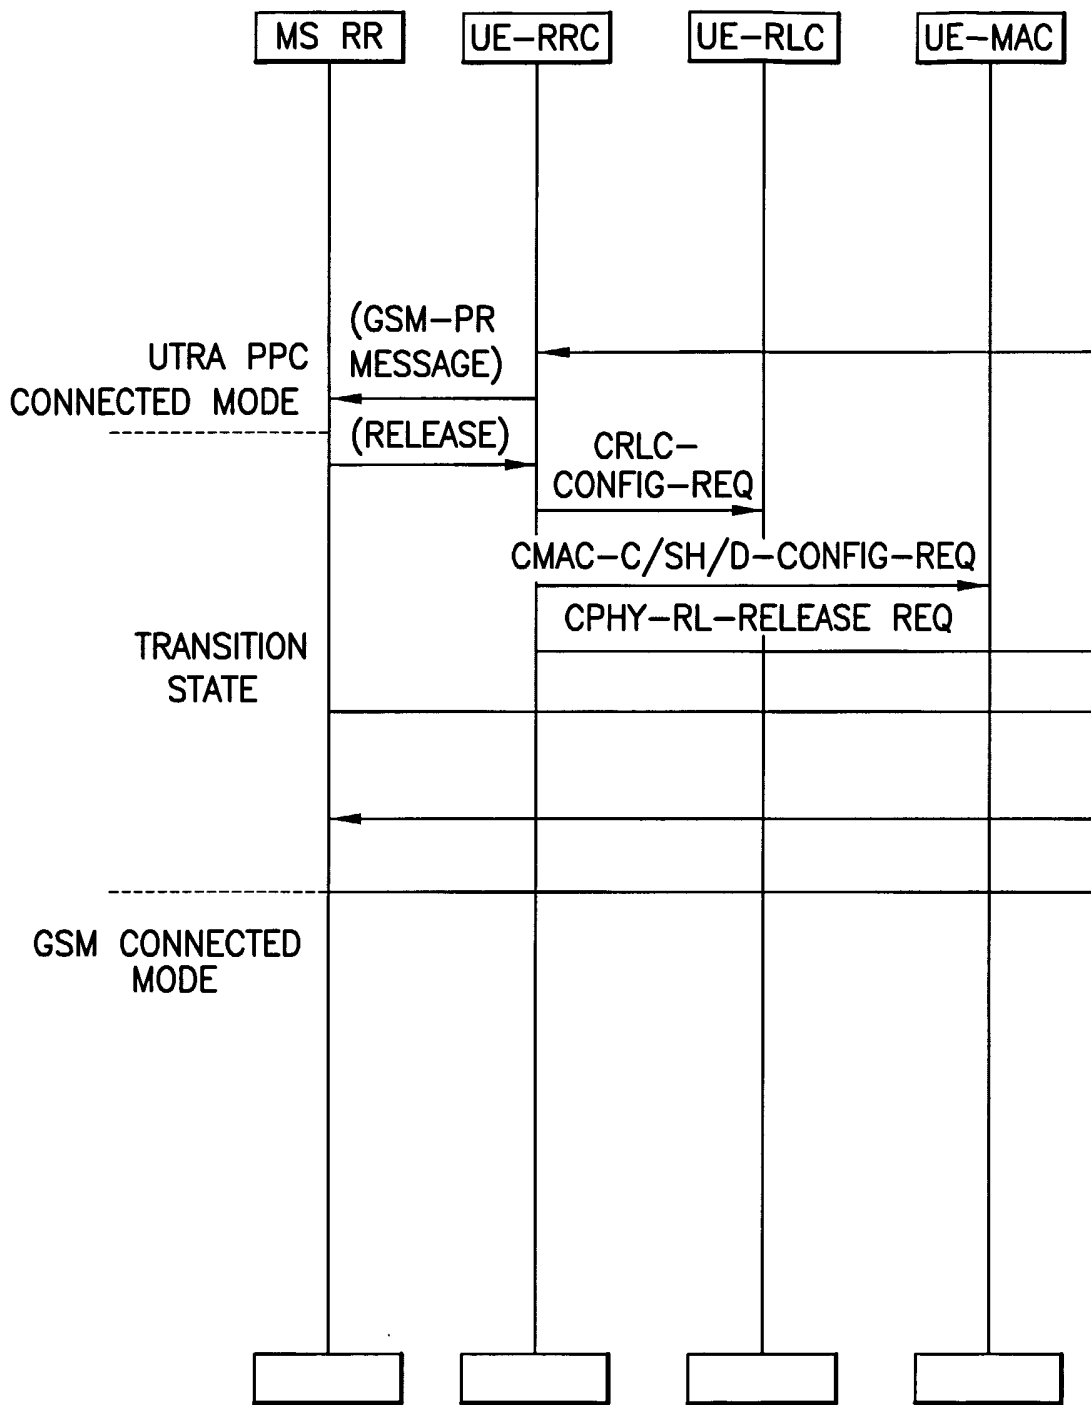 MS RR
UE-RRC
UE-RLC
UE-MAC
(GSM-PR
MESSAGE)
UTRA PPC
CONNECTED MODE
(RELEASE)
CRLC-
CONFIG-REQ
CMAC-C/SH/D-CONFIG-REQ
CPHY-RL-RELEASE REQ
TRANSITION
STATE
GSM CONNECTED
MODE